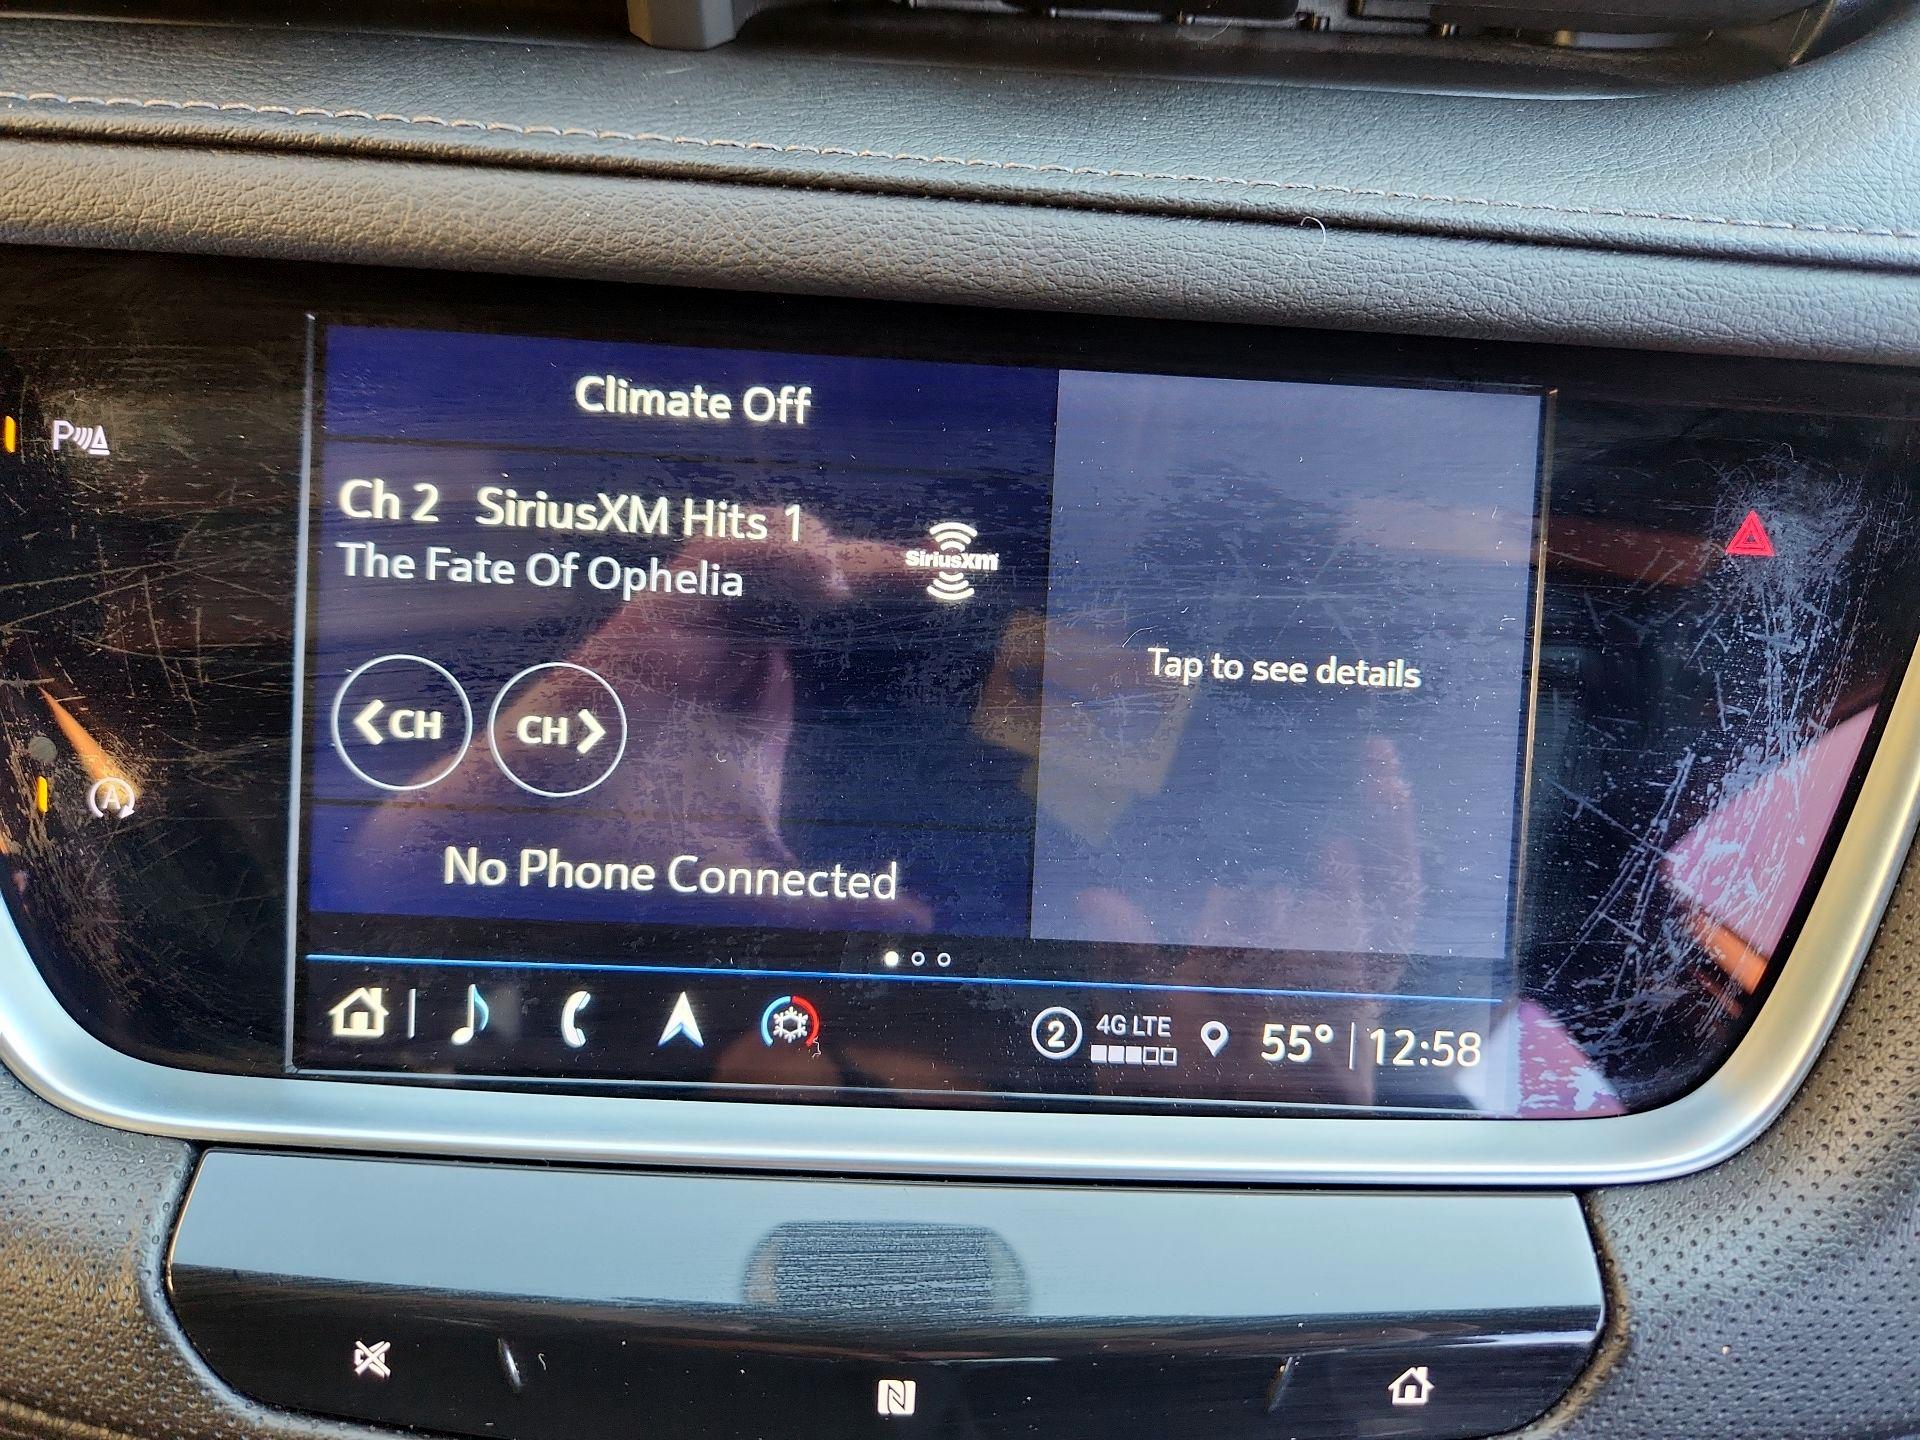 Climate Off
Ch 2 SiriusXM Hits 1
The Fate Of Ophelia
SiriusXM
CH
CH
Tap to see details
No Phone Connected
2 4G LTE 55° 12:58
P
A
N